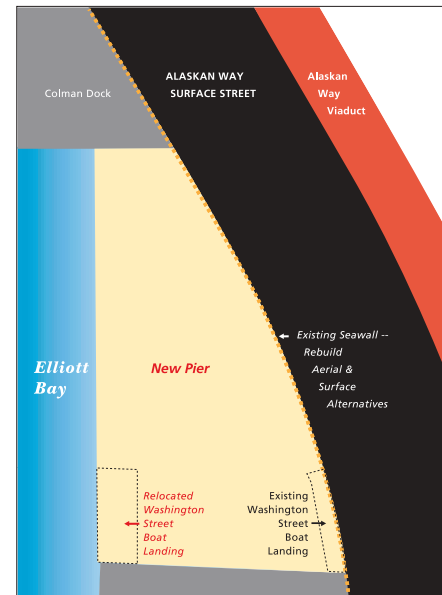 Colman Dock
ALASKAN WAY
SURFACE STREET
Alaskan
Way
Viaduct
Existing Seawall --
Rebuild
Aerial &
Surface
Alternatives
Elliott
Bay
New Pier
Relocated
Washington
Street
Boat
Landing
Existing
Washington
Street
Boat
Landing